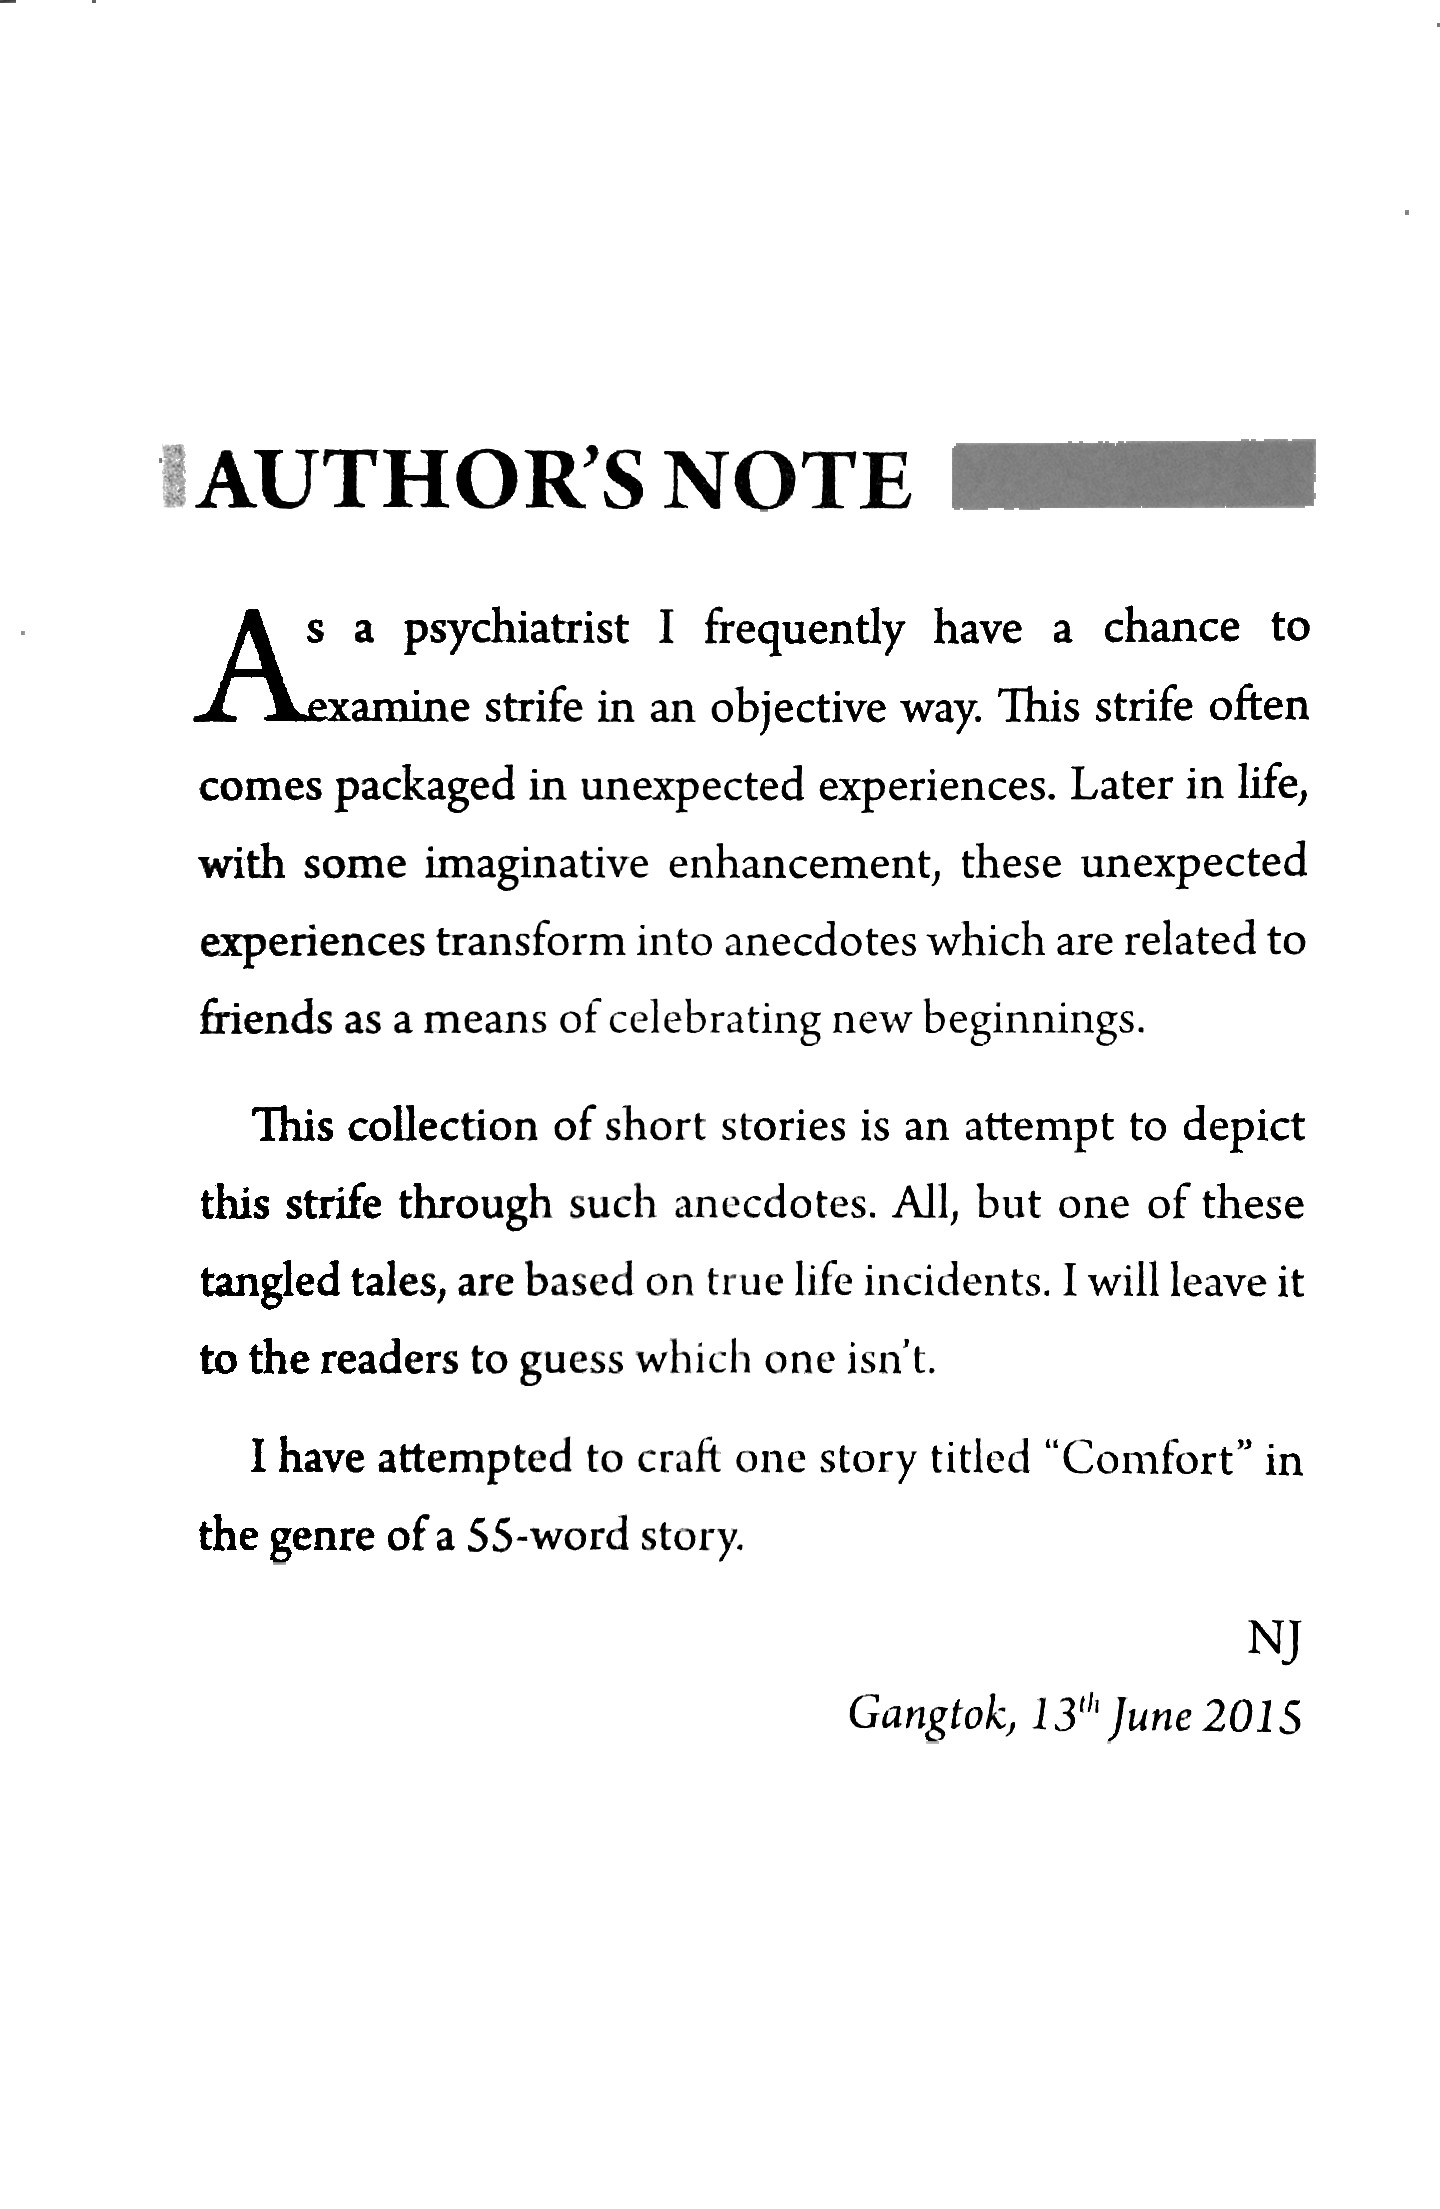 AUTHOR’S NOTE
As a psychiatrist I frequently have a chance to
examine strife in an objective way. This strife often
comes packaged in unexpected experiences. Later in life,
with some imaginative enhancement, these unexpected
experiences transform into anecdotes which are related to
friends as a means of celebrating new beginnings.
This collection of short stories is an attempt to depict
this strife through such anecdotes. All, but one of these
tangled tales, are based on true life incidents. I will leave it
to the readers to guess which one isn’t.
I have attempted to craft one story titled “Comfort” in
the genre of a 55-word story.
NJ
Gangtok, 13th June 2015